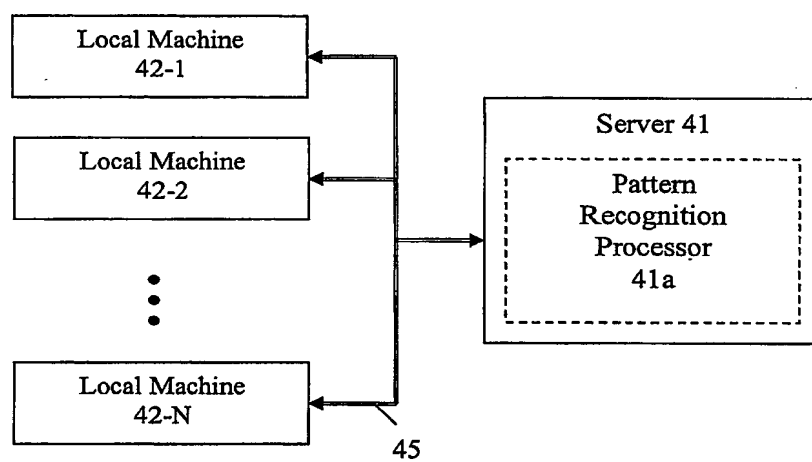 Local Machine
42-1
Local Machine
42-2
Local Machine
42-N
45
Server 41
Pattern
Recognition
Processor
41a